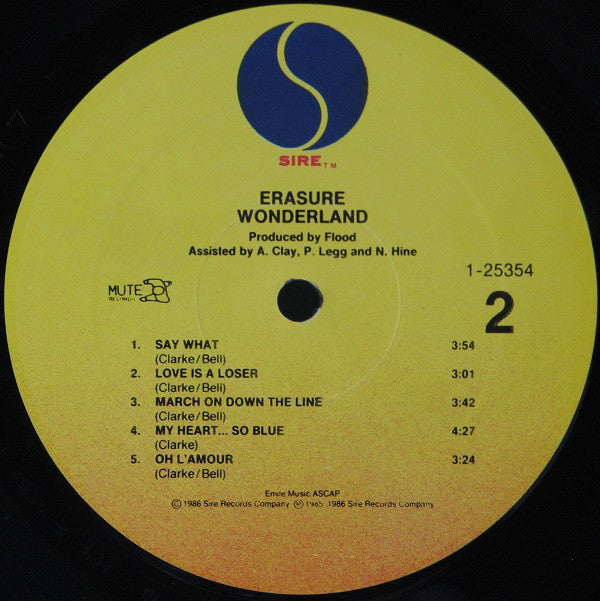 SIRE™
ERASURE
WONDERLAND
Produced by Flood
Assisted by A. Clay, P. Legg and N. Hine
1-25354
2
MUTE
RECORDS
1. SAY WHAT 3:54
(Clarke/Bell)
2. LOVE IS A LOSER 3:01
(Clarke/Bell)
3. MARCH ON DOWN THE LINE 3:42
(Clarke/Bell)
4. MY HEART... SO BLUE 4:27
(Clarke)
5. OH L'AMOUR 3:24
(Clarke/Bell)
Emile Music ASCAP
©1986 Sire Records Company ℗ 1985, 1986 Sire Records Company.